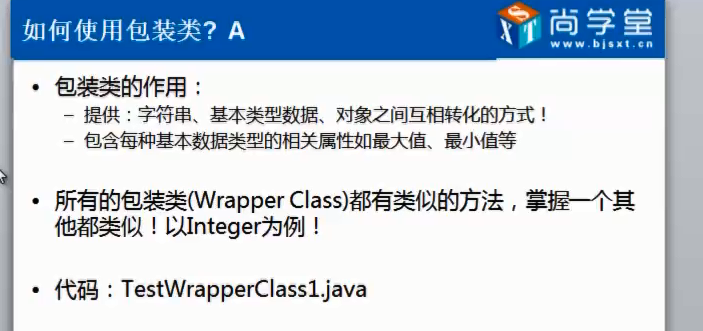 如何使用包装类? A
尚学堂
www.bjsxt.cn
• 包装类的作用：
– 提供：字符串、基本类型数据、对象之间互相转化的方式！
– 包含每种基本数据类型的相关属性如最大值、最小值等
• 所有的包装类(Wrapper Class)都有类似的方法，掌握一个其
他都类似！以Integer为例！
• 代码：TestWrapperClass1.java